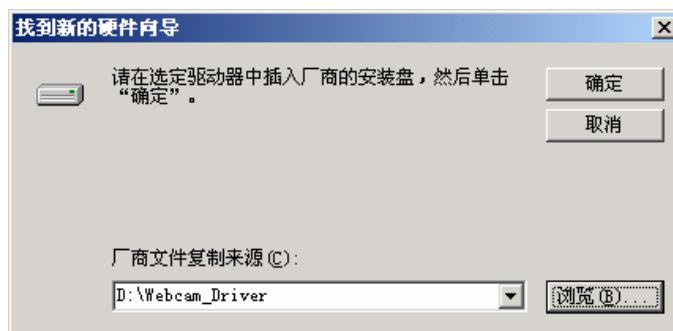 找到新的硬件向导
请在选定驱动器中插入厂商的安装盘，然后单击
“确定”。
确定
取消
厂商文件复制来源(C):
D:\Webcam_Driver
浏览(B)...